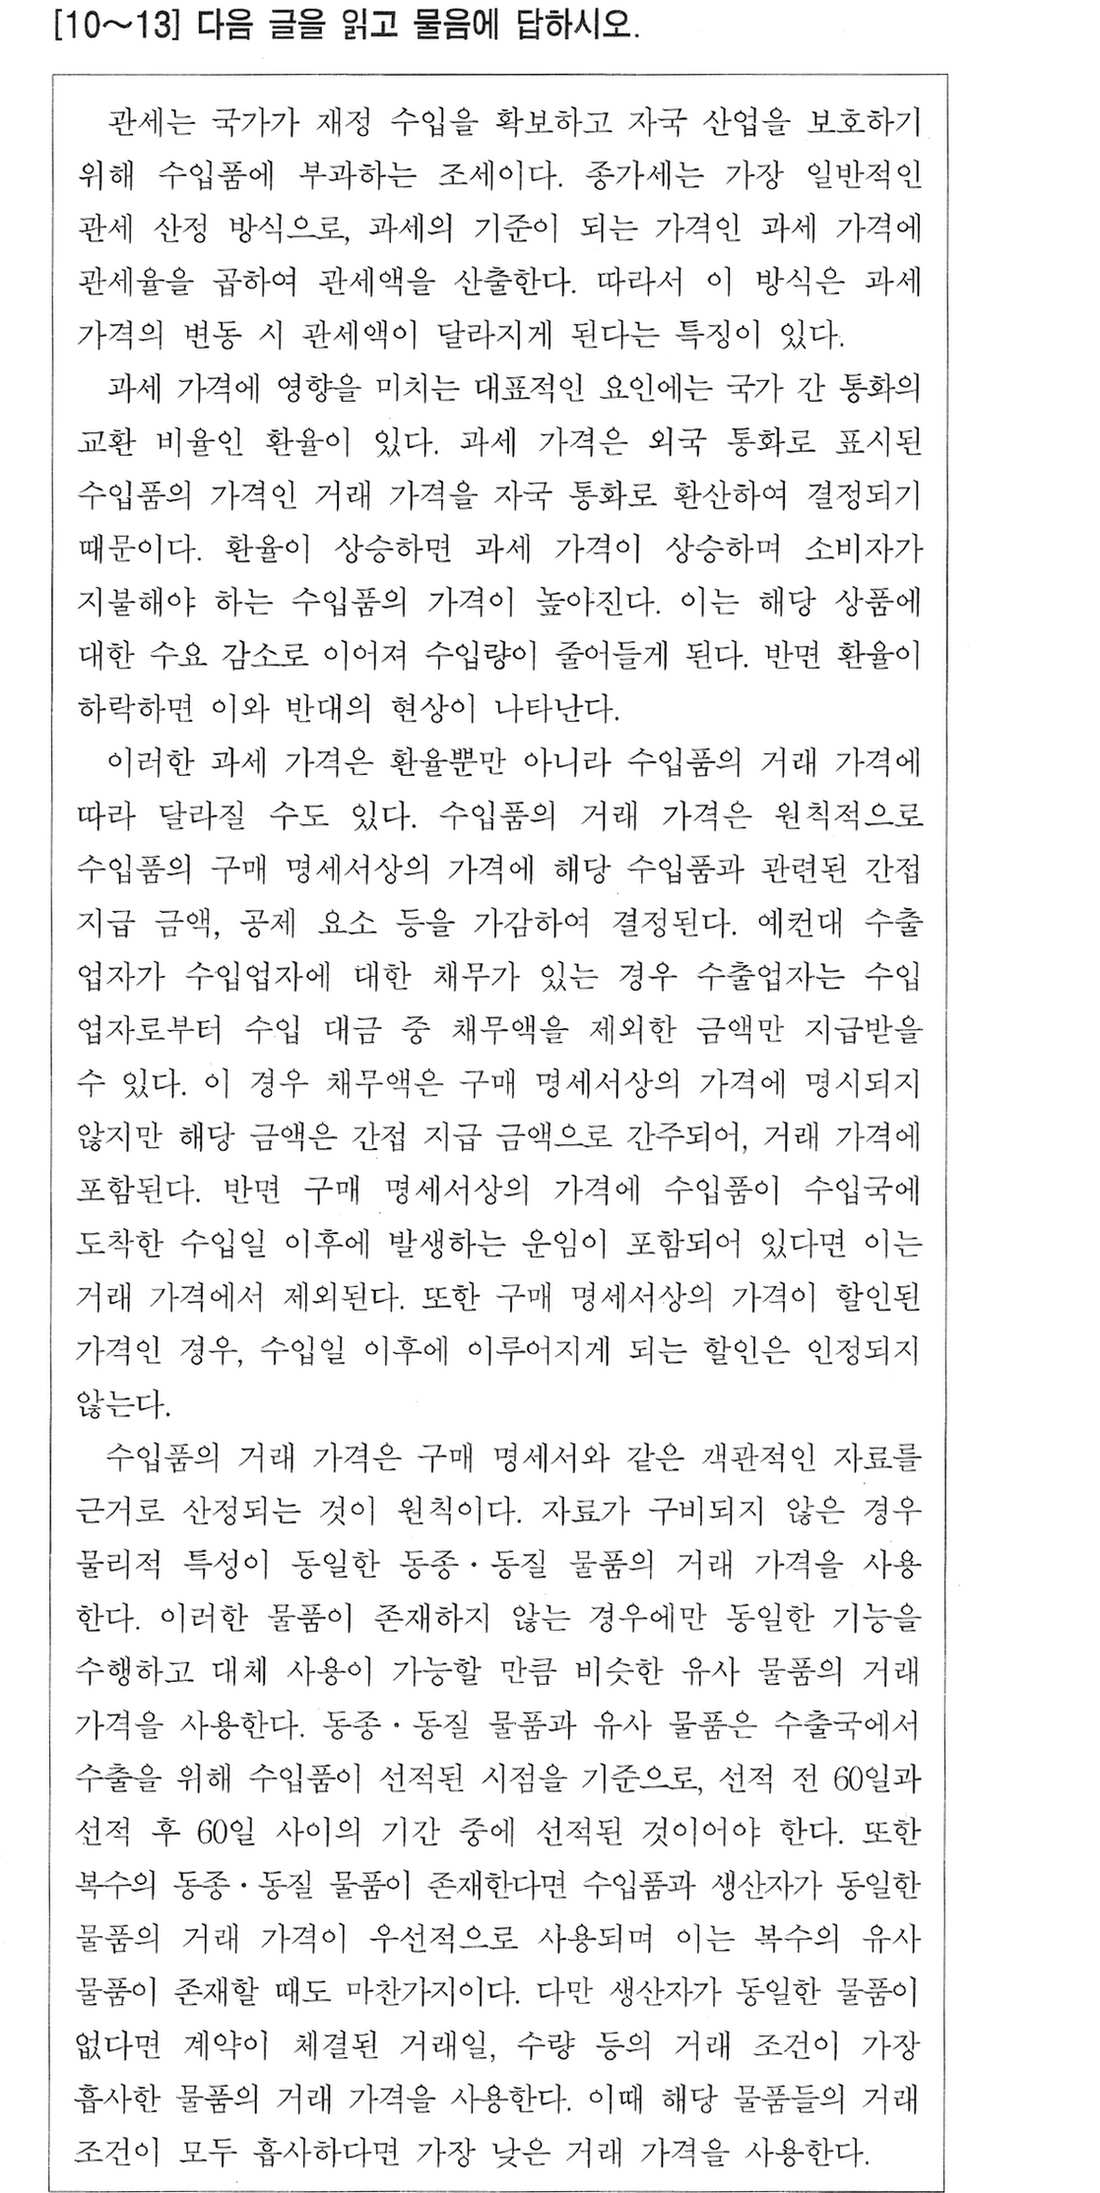 [10～13] 다음 글을 읽고 물음에 답하시오.
관세는 국가가 재정 수입을 확보하고 자국 산업을 보호하기
위해 수입품에 부과하는 조세이다. 종가세는 가장 일반적인
관세 산정 방식으로, 과세의 기준이 되는 가격인 과세 가격에
관세율을 곱하여 관세액을 산출한다. 따라서 이 방식은 과세
가격의 변동 시 관세액이 달라지게 된다는 특징이 있다.
과세 가격에 영향을 미치는 대표적인 요인에는 국가 간 통화의
교환 비율인 환율이 있다. 과세 가격은 외국 통화로 표시된
수입품의 가격인 거래 가격을 자국 통화로 환산하여 결정되기
때문이다. 환율이 상승하면 과세 가격이 상승하며 소비자가
지불해야 하는 수입품의 가격이 높아진다. 이는 해당 상품에
대한 수요 감소로 이어져 수입량이 줄어들게 된다. 반면 환율이
하락하면 이와 반대의 현상이 나타난다.
이러한 과세 가격은 환율뿐만 아니라 수입품의 거래 가격에
따라 달라질 수도 있다. 수입품의 거래 가격은 원칙적으로
수입품의 구매 명세서상의 가격에 해당 수입품과 관련된 간접
지급 금액, 공제 요소 등을 가감하여 결정된다. 예컨대 수출
업자가 수입업자에 대한 채무가 있는 경우 수출업자는 수입
업자로부터 수입 대금 중 채무액을 제외한 금액만 지급받을
수 있다. 이 경우 채무액은 구매 명세서상의 가격에 명시되지
않지만 해당 금액은 간접 지급 금액으로 간주되어, 거래 가격에
포함된다. 반면 구매 명세서상의 가격에 수입품이 수입국에
도착한 수입일 이후에 발생하는 운임이 포함되어 있다면 이는
거래 가격에서 제외된다. 또한 구매 명세서상의 가격이 할인된
가격인 경우, 수입일 이후에 이루어지게 되는 할인은 인정되지
않는다.
수입품의 거래 가격은 구매 명세서와 같은 객관적인 자료를
근거로 산정되는 것이 원칙이다. 자료가 구비되지 않은 경우
물리적 특성이 동일한 동종·동질 물품의 거래 가격을 사용
한다. 이러한 물품이 존재하지 않는 경우에만 동일한 기능을
수행하고 대체 사용이 가능할 만큼 비슷한 유사 물품의 거래
가격을 사용한다. 동종·동질 물품과 유사 물품은 수출국에서
수출을 위해 수입품이 선적된 시점을 기준으로, 선적 전 60일과
선적 후 60일 사이의 기간 중에 선적된 것이어야 한다. 또한
복수의 동종·동질 물품이 존재한다면 수입품과 생산자가 동일한
물품의 거래 가격이 우선적으로 사용되며 이는 복수의 유사
물품이 존재할 때도 마찬가지이다. 다만 생산자가 동일한 물품이
없다면 계약이 체결된 거래일, 수량 등의 거래 조건이 가장
흡사한 물품의 거래 가격을 사용한다. 이때 해당 물품들의 거래
조건이 모두 흡사하다면 가장 낮은 거래 가격을 사용한다.